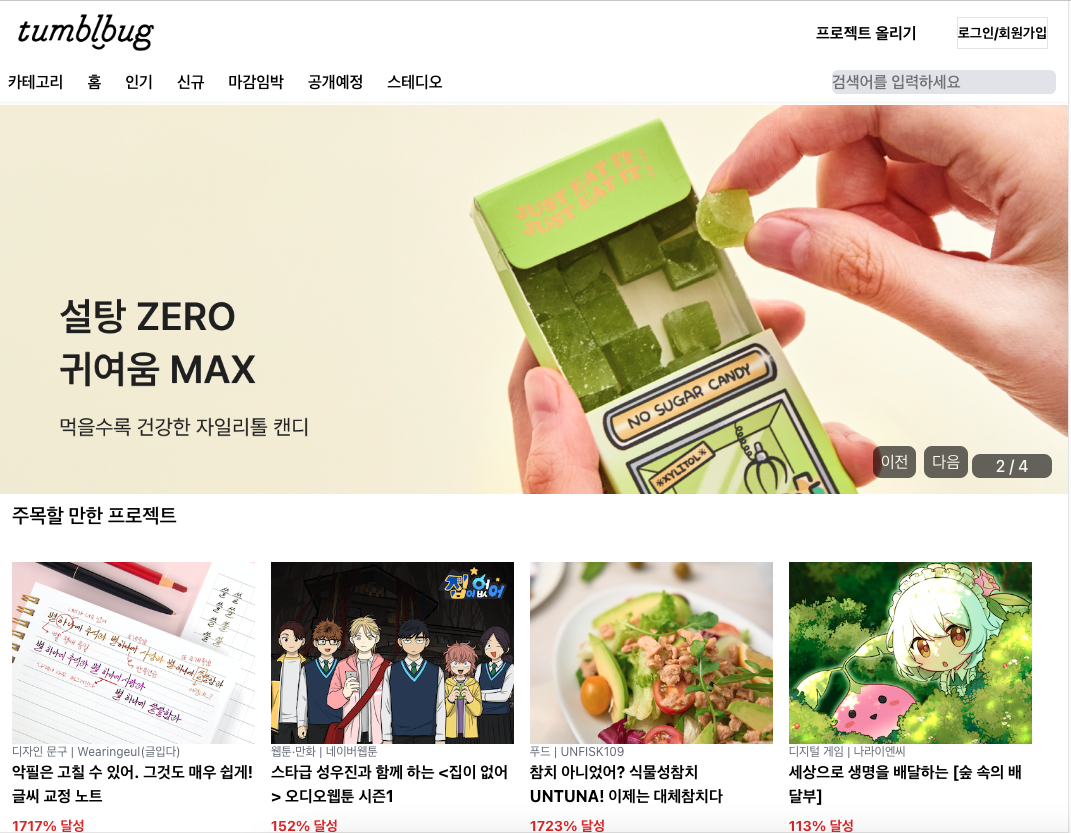 tumblbug
프로젝트 올리기
로그인/회원가입
카테고리 홈 인기 신규 마감임박 공개예정 스테디오
검색어를 입력하세요
JUST EAT IT !
JUST EAT IT !
설탕 ZERO
귀여움 MAX
먹을수록 건강한 자일리톨 캔디
NO SUGAR CANDY
*XYLITOL*
이전 다음 2 / 4
주목할 만한 프로젝트
집이 없어
디자인 문구 | Wearingeul(글입다)
악필은 고칠 수 있어. 그것도 매우 쉽게!
글씨 교정 노트
1717% 달성
웹툰·만화 | 네이버웹툰
스타급 성우진과 함께 하는 <집이 없어
> 오디오웹툰 시즌1
152% 달성
푸드 | UNFISK109
참치 아니었어? 식물성참치
UNTUNA! 이제는 대체참치다
1723% 달성
디지털 게임 | 나라이엔씨
세상으로 생명을 배달하는 [숲 속의 배
달부]
113% 달성